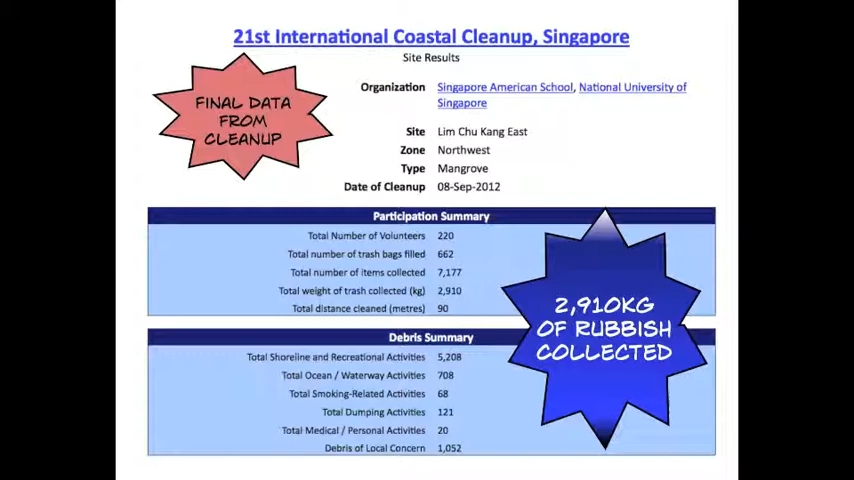 21st International Coastal Cleanup, Singapore
Site Results
FINAL DATA
FROM
CLEANUP
Organization Singapore American School, National University of
Singapore
Site Lim Chu Kang East
Zone Northwest
Type Mangrove
Date of Cleanup 08-Sep-2012
Participation Summary
Total Number of Volunteers 220
Total number of trash bags filled 662
Total number of items collected 7,177
Total weight of trash collected (kg) 2,910
Total distance cleaned (metres) 90
2,910KG
OF RUBBISH
COLLECTED
Debris Summary
Total Shoreline and Recreational Activities 5,208
Total Ocean / Waterway Activities 708
Total Smoking-Related Activities 68
Total Dumping Activities 121
Total Medical / Personal Activities 20
Debris of Local Concern 1,052